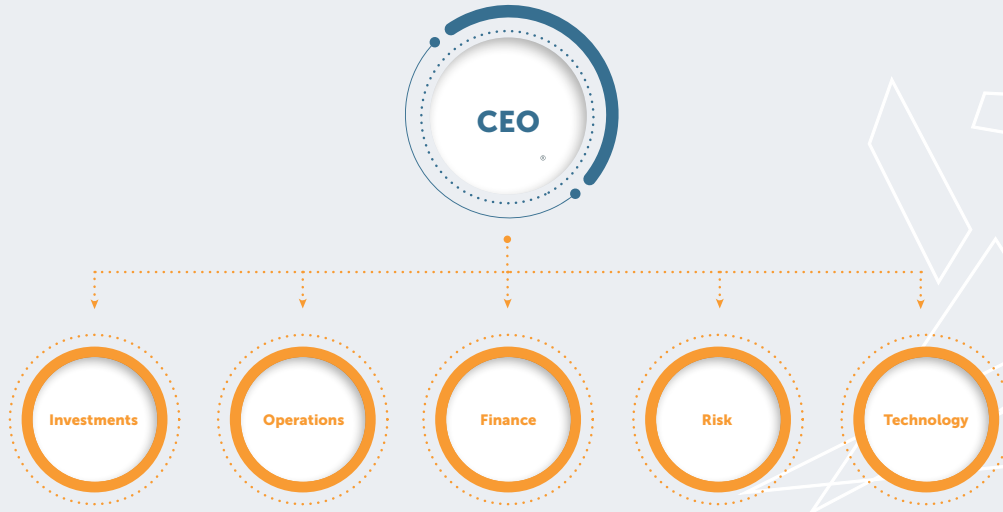 CEO
®
Investments
Operations
Finance
Risk
Technology